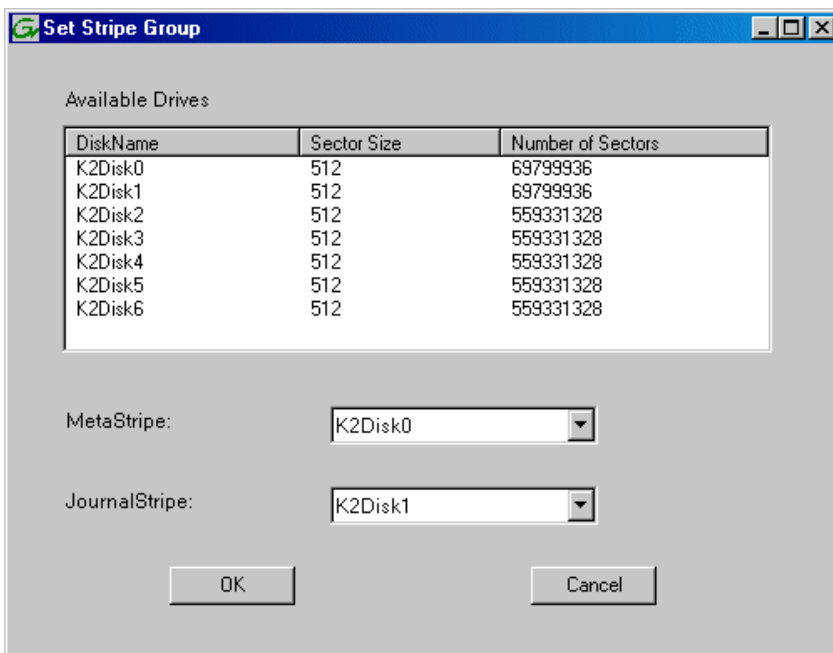 Set Stripe Group
Available Drives
DiskName Sector Size Number of Sectors
K2Disk0 512 69799936
K2Disk1 512 69799936
K2Disk2 512 559331328
K2Disk3 512 559331328
K2Disk4 512 559331328
K2Disk5 512 559331328
K2Disk6 512 559331328
MetaStripe: K2Disk0
JournalStripe: K2Disk1
OK Cancel